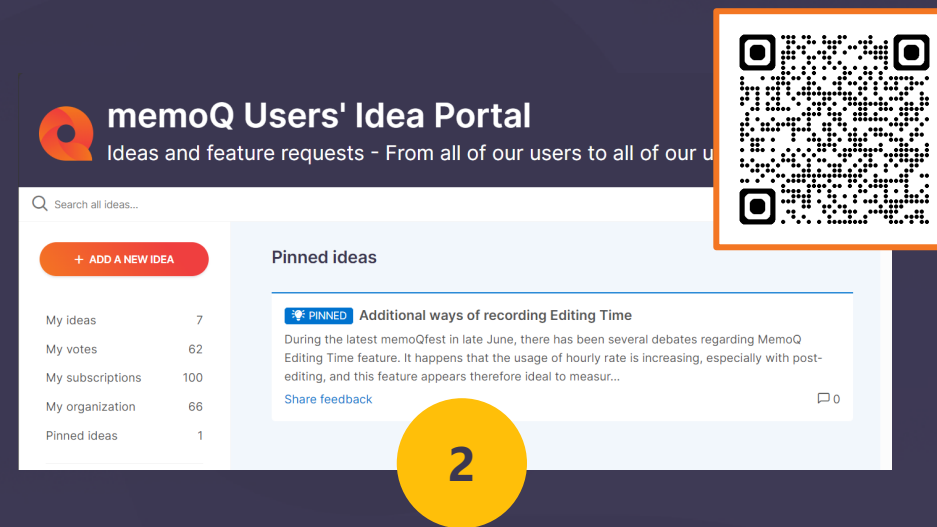 memoQ Users' Idea Portal
Ideas and feature requests - From all of our users to all of our u
Search all ideas...
+ ADD A NEW IDEA
My ideas 7
My votes 62
My subscriptions 100
My organization 66
Pinned ideas 1
Pinned ideas
PINNED Additional ways of recording Editing Time
During the latest memoQfest in late June, there has been several debates regarding MemoQ
Editing Time feature. It happens that the usage of hourly rate is increasing, especially with post-
editing, and this feature appears therefore ideal to measur...
Share feedback 0
2